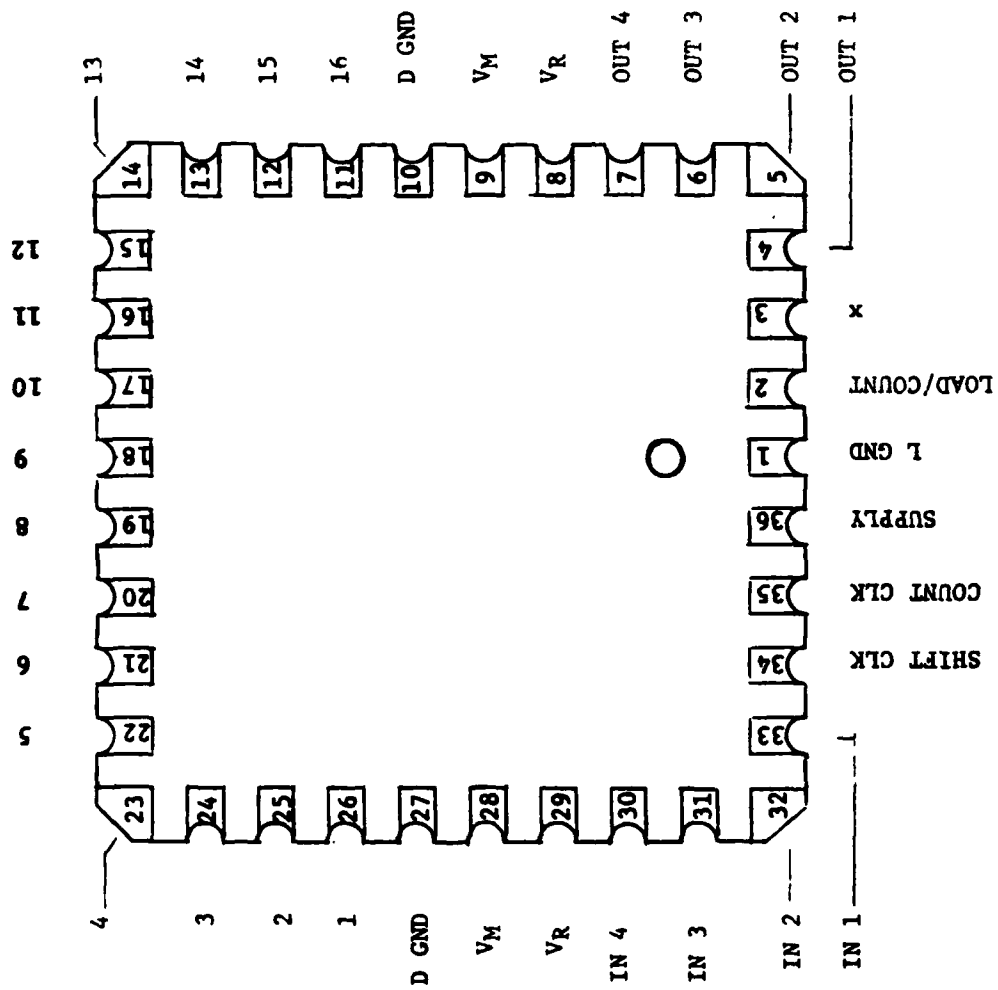 13
14
15
16
D GND
VM
VR
OUT 4
OUT 3
OUT 2
OUT 1
14
13
12
11
10
9
8
7
6
5
12
15
4
11
16
3
x
10
17
2
LOAD/COUNT
9
18
1
L GND
8
19
36
SUPPLY
7
20
35
COUNT CLK
6
21
34
SHIFT CLK
5
22
33
23
24
25
26
27
28
29
30
31
32
4
3
2
1
D GND
VM
VR
IN 4
IN 3
IN 2
IN 1